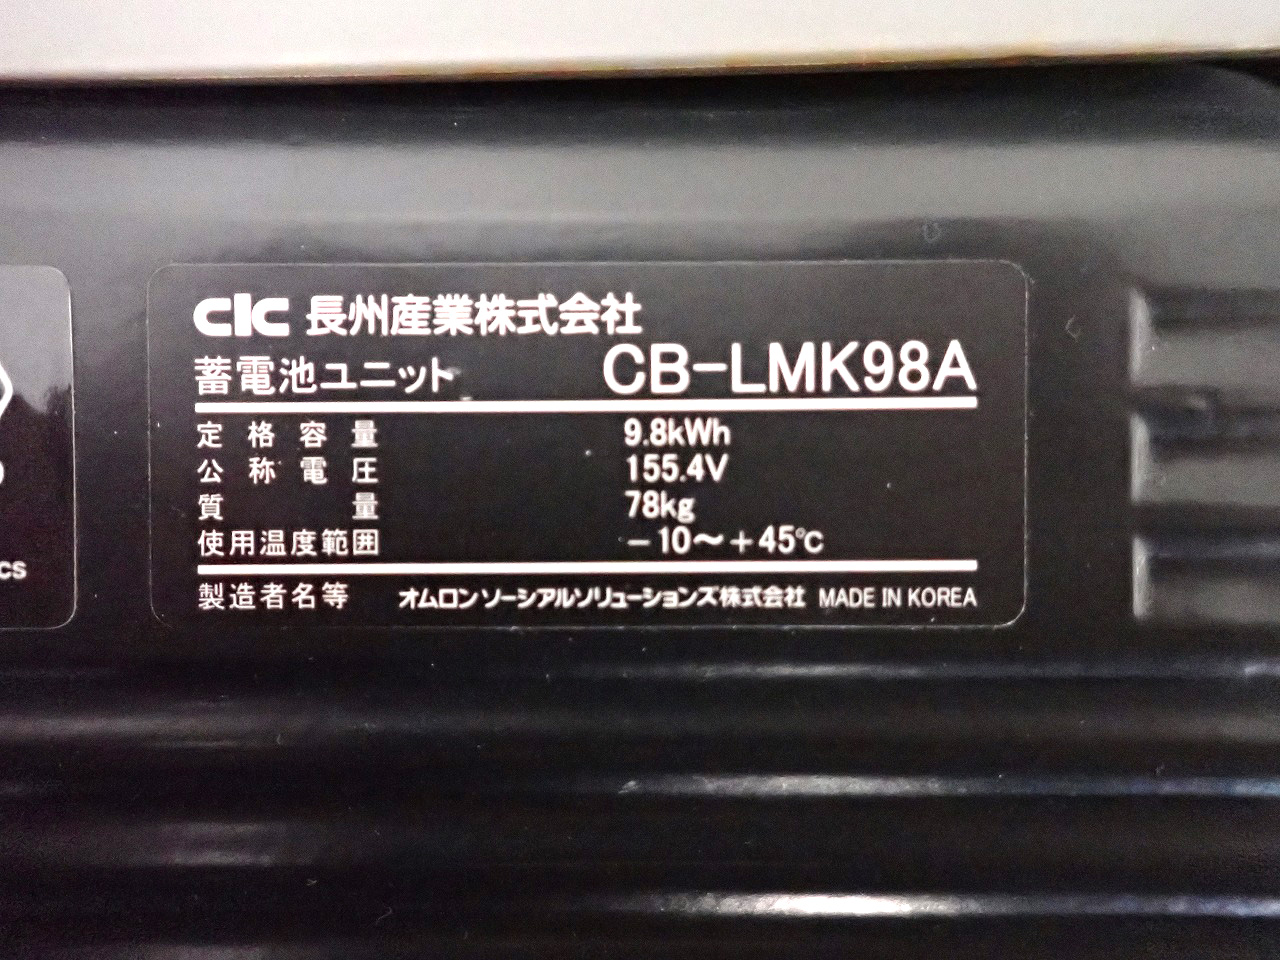 CIC 長州産業株式会社
蓄電池ユニット CB-LMK98A
定格容量 9.8kWh
公称電圧 155.4V
質量 78kg
使用温度範囲 −10〜+45℃
製造者名等 オムロン ソーシアルソリューションズ株式会社 MADE IN KOREA
cs